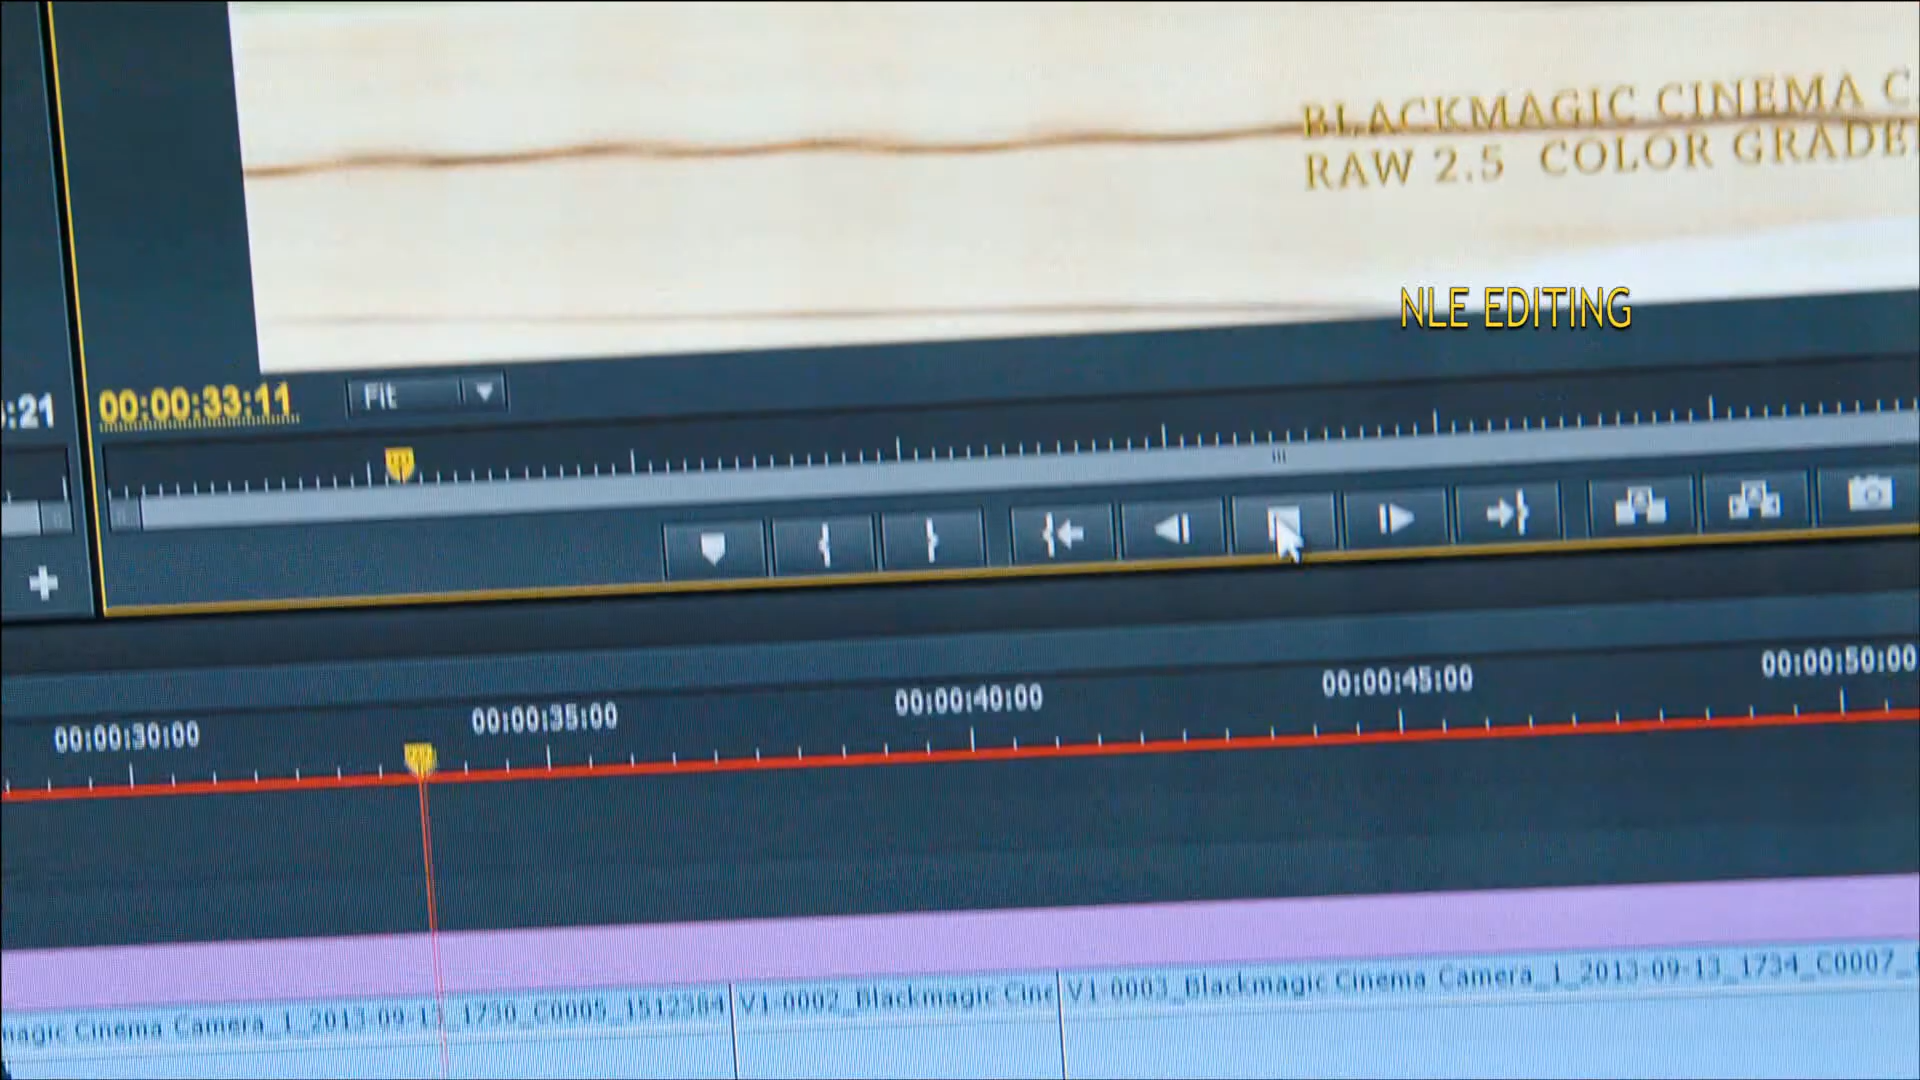 BLACKMAGIC CINEMA C
RAW 2.5 COLOR GRADE
NLE EDITING
:21
00:00:33:11
Fit
00:00:30:00
00:00:35:00
00:00:40:00
00:00:45:00
00:00:50:00
magic Cinema Camera_1_2013-09-13_1730_C0005_1512384
V1-0002_Blackmagic Cine
V1-0003_Blackmagic Cinema Camera_1_2013-09-13_1734_C0007_